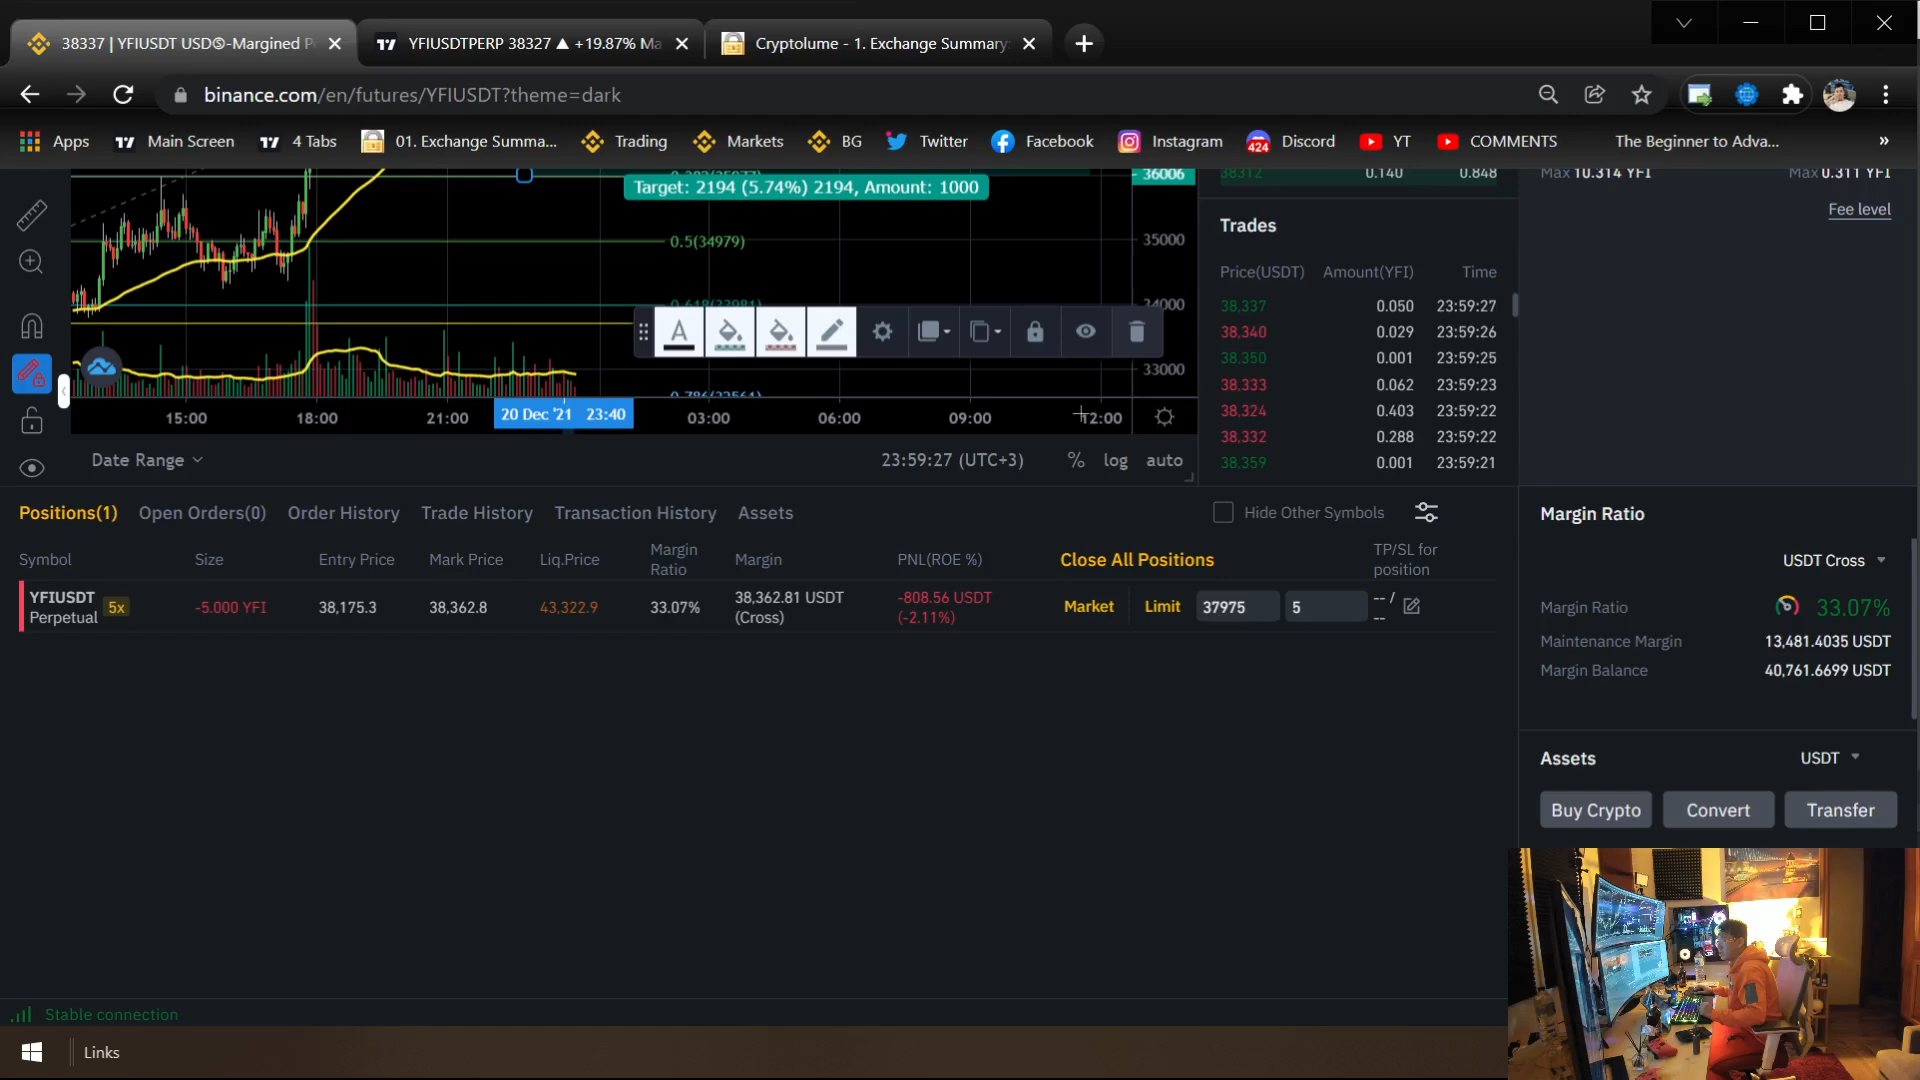 38337 | YFIUSDT USDⓈ-Margined P
YFIUSDTPERP 38327 ▲ +19.87% Ma
Cryptolume - 1. Exchange Summary
binance.com/en/futures/YFIUSDT?theme=dark
Apps
Main Screen
4 Tabs
01. Exchange Summa...
Trading
Markets
BG
Twitter
Facebook
Instagram
424
Discord
YT
COMMENTS
The Beginner to Adva...
»
Target: 2194 (5.74%) 2194, Amount: 1000
0.5(34979)
0.618(33981)
36006
35000
34000
33000
15:00
18:00
21:00
20 Dec '21 23:40
03:00
06:00
09:00
12:00
Date Range
23:59:27 (UTC+3)
%
log
auto
38312 0.140 0.848
Trades
Price(USDT) Amount(YFI) Time
38,337 0.050 23:59:27
38,340 0.029 23:59:26
38,350 0.001 23:59:25
38,333 0.062 23:59:23
38,324 0.403 23:59:22
38,332 0.288 23:59:22
38,359 0.001 23:59:21
Max 10.314 YFI
Max 0.311 YFI
Fee level
Positions(1) Open Orders(0) Order History Trade History Transaction History Assets
Hide Other Symbols
Symbol Size Entry Price Mark Price Liq.Price Margin Ratio Margin PNL(ROE %) Close All Positions TP/SL for position
YFIUSDT 5x -5.000 YFI 38,175.3 38,362.8 43,322.9 33.07% 38,362.81 USDT -808.56 USDT Market Limit 37975 5 -- /
Perpetual (Cross) (-2.11%) --
Margin Ratio
USDT Cross
Margin Ratio 33.07%
Maintenance Margin 13,481.4035 USDT
Margin Balance 40,761.6699 USDT
Assets USDT
Buy Crypto Convert Transfer
Stable connection
Links